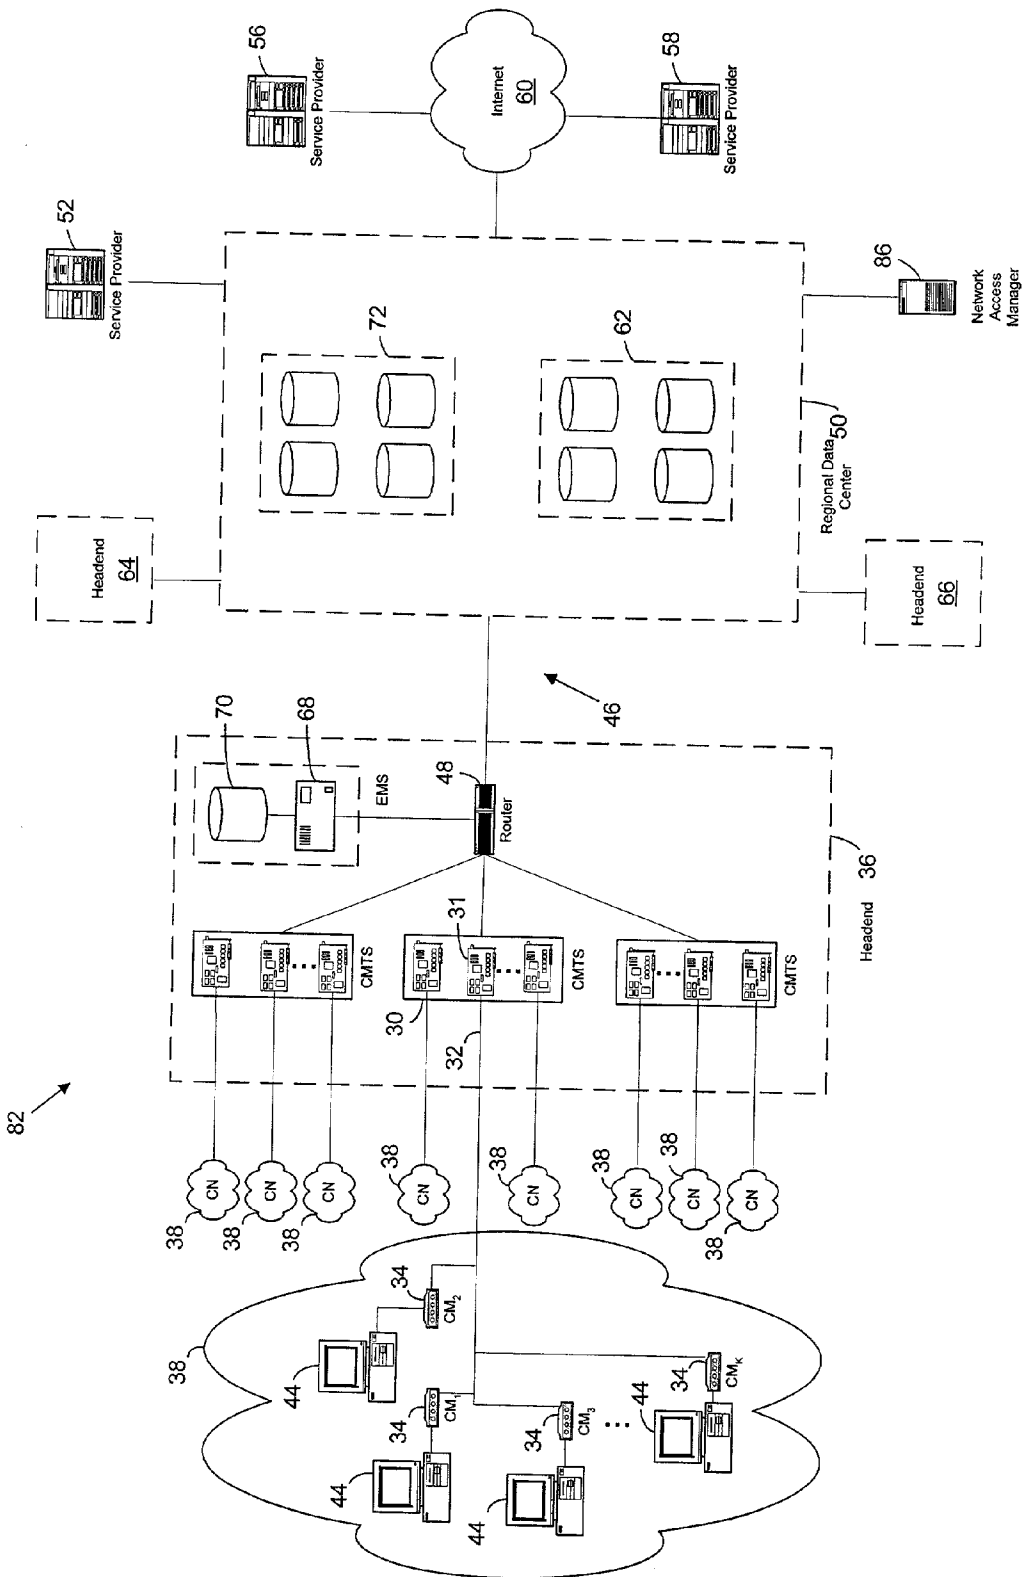 82
38
44
34
CM₂
44
34
CM₁
44
34
CM₃
44
34
CM_K
38
CN
38
CN
38
CN
38
CN
38
CN
38
CN
38
CN
38
CN
32
30
31
CMTS
CMTS
CMTS
70
68
EMS
48
Router
36
Headend
46
Headend
64
Headend
66
72
62
Regional Data
Center
50
52
Service Provider
56
Service Provider
Internet
60
58
Service Provider
86
Network
Access
Manager